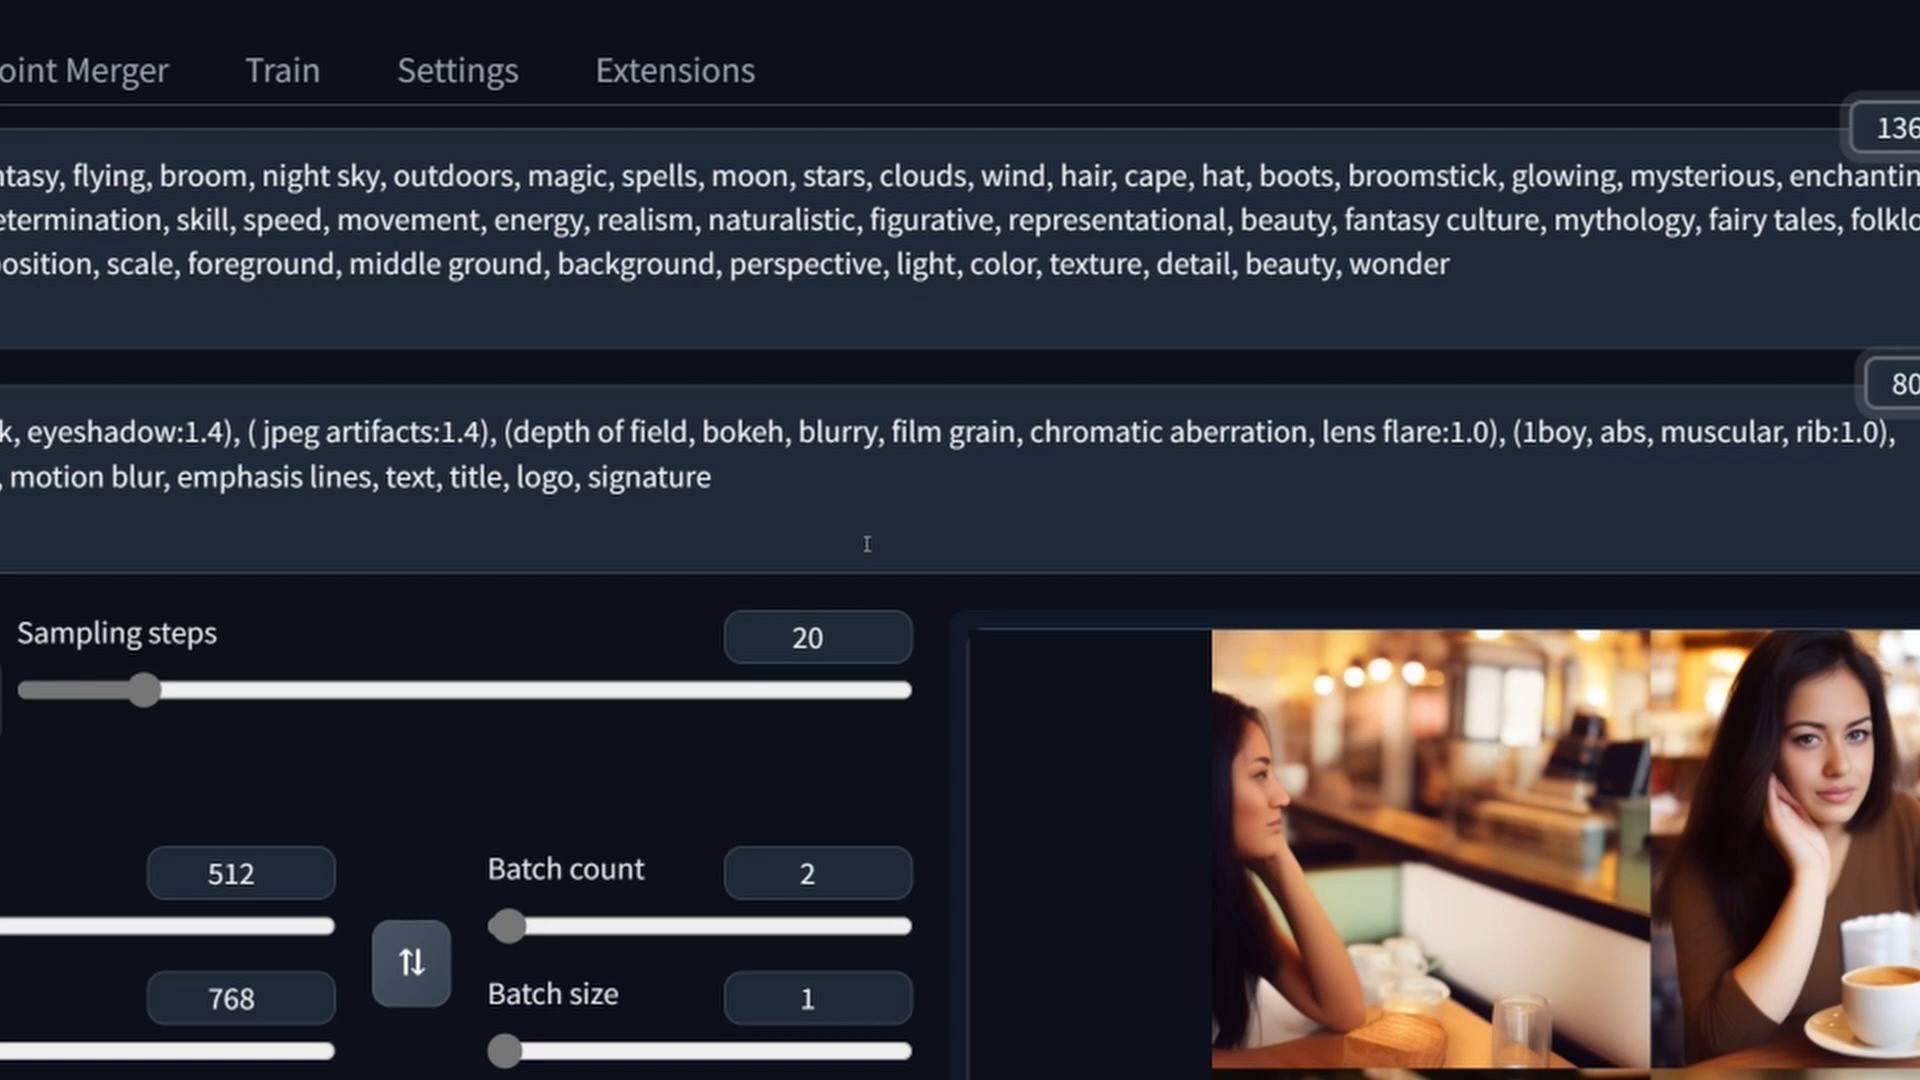 oint Merger Train Settings Extensions
136
ntasy, flying, broom, night sky, outdoors, magic, spells, moon, stars, clouds, wind, hair, cape, hat, boots, broomstick, glowing, mysterious, enchantin
etermination, skill, speed, movement, energy, realism, naturalistic, figurative, representational, beauty, fantasy culture, mythology, fairy tales, folklo
position, scale, foreground, middle ground, background, perspective, light, color, texture, detail, beauty, wonder
80
k, eyeshadow:1.4), ( jpeg artifacts:1.4), (depth of field, bokeh, blurry, film grain, chromatic aberration, lens flare:1.0), (1boy, abs, muscular, rib:1.0),
, motion blur, emphasis lines, text, title, logo, signature
Sampling steps 20
512
Batch count 2
768
Batch size 1